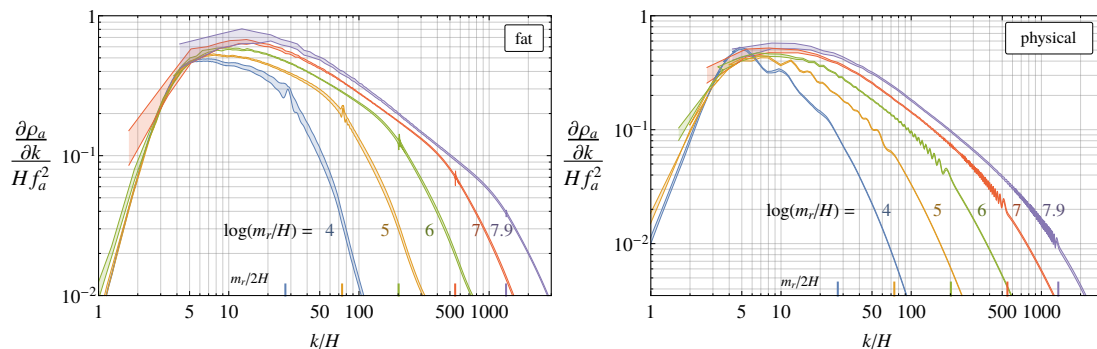 1
10⁻¹
10⁻²
∂ρₐ
∂k
H fₐ²
fat
log(mᵣ/H) = 4 5 6 7 7.9
mᵣ/2H
1 5 10 50 100 500 1000
k/H
1
10⁻¹
10⁻²
∂ρₐ
∂k
H fₐ²
physical
log(mᵣ/H) = 4 5 6 7 7.9
mᵣ/2H
1 5 10 50 100 500 1000
k/H